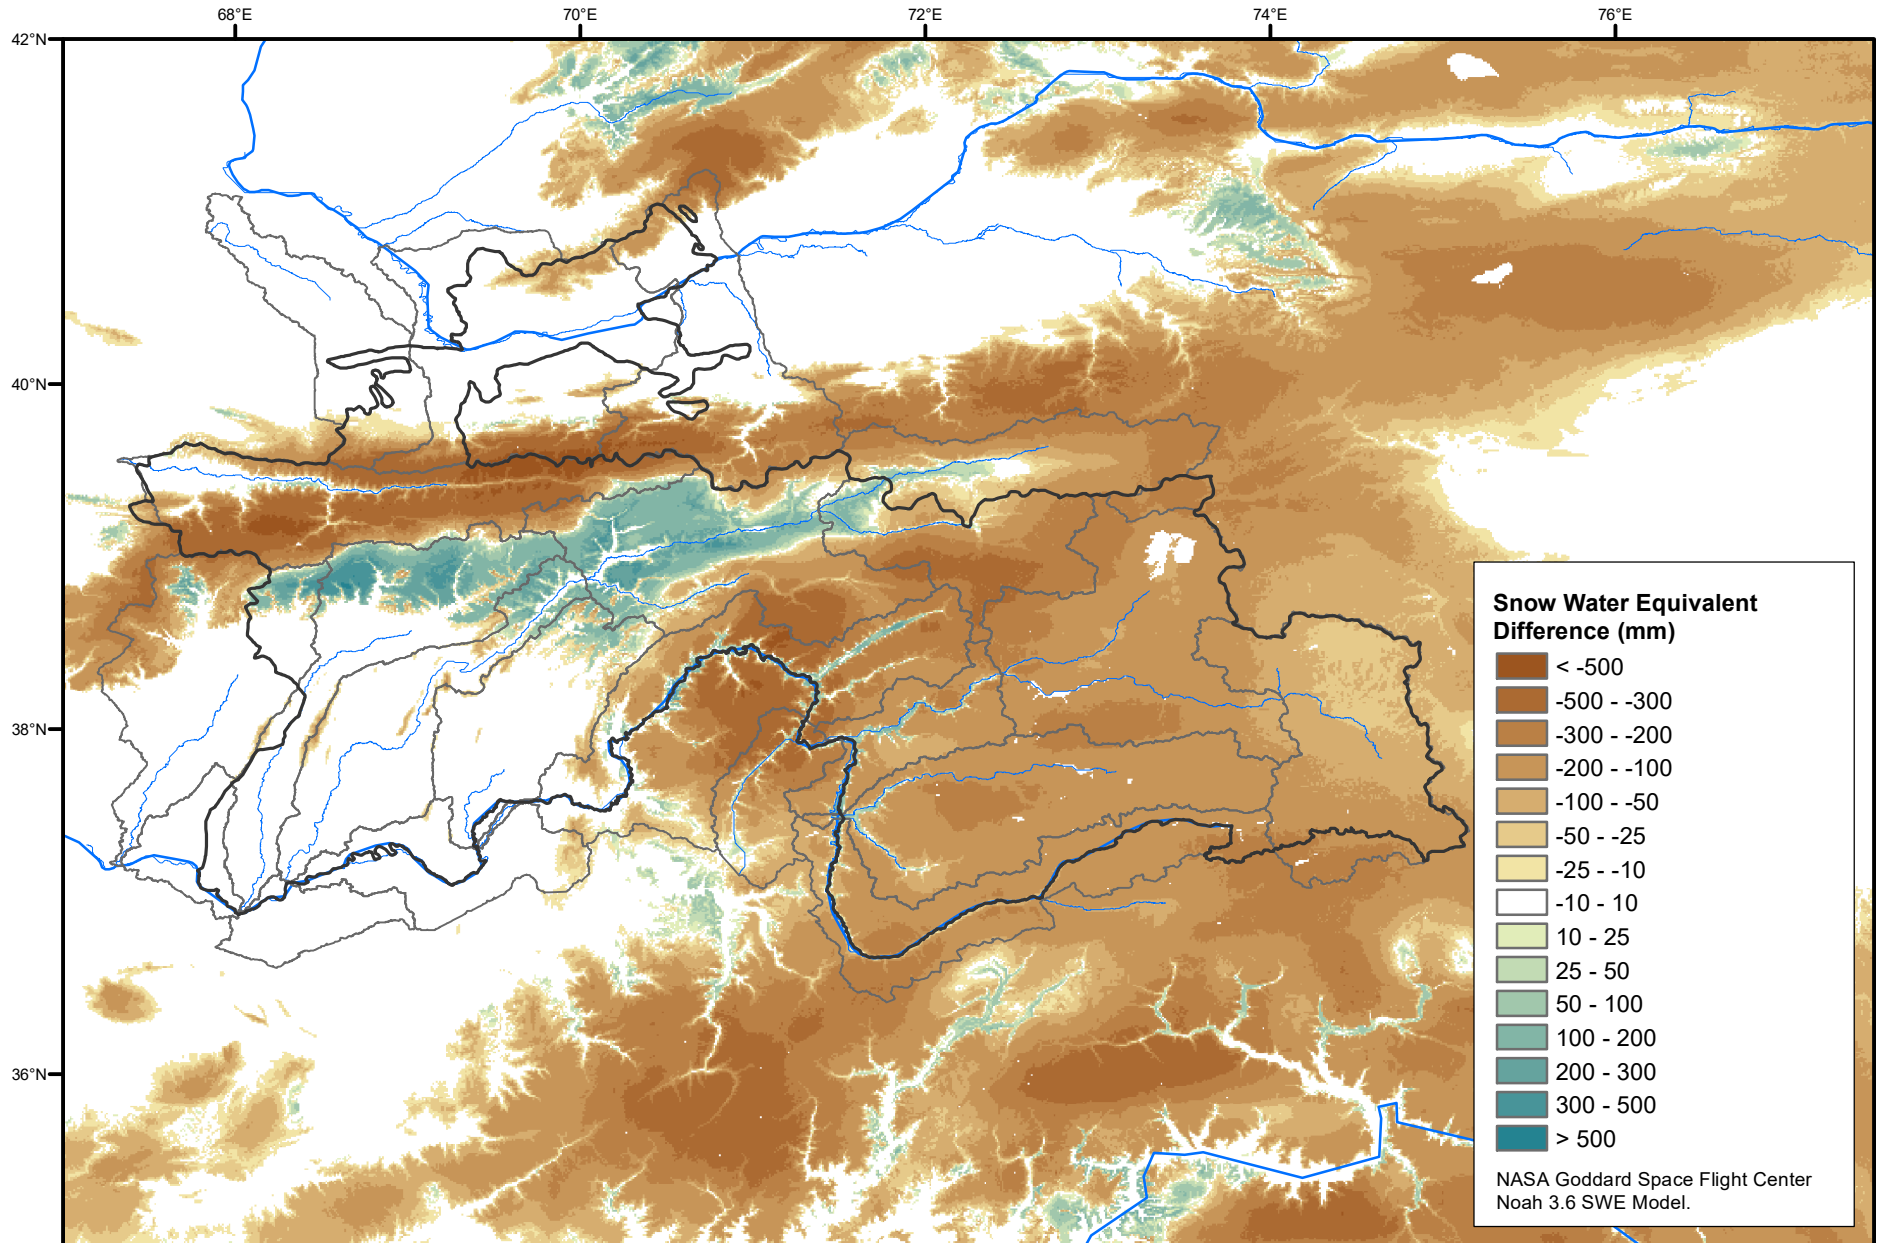 68°E
70°E
72°E
74°E
76°E
42°N
40°N
38°N
36°N
Snow Water Equivalent
Difference (mm)
< -500
-500 - -300
-300 - -200
-200 - -100
-100 - -50
-50 - -25
-25 - -10
-10 - 10
10 - 25
25 - 50
50 - 100
100 - 200
200 - 300
300 - 500
> 500
NASA Goddard Space Flight Center
Noah 3.6 SWE Model.